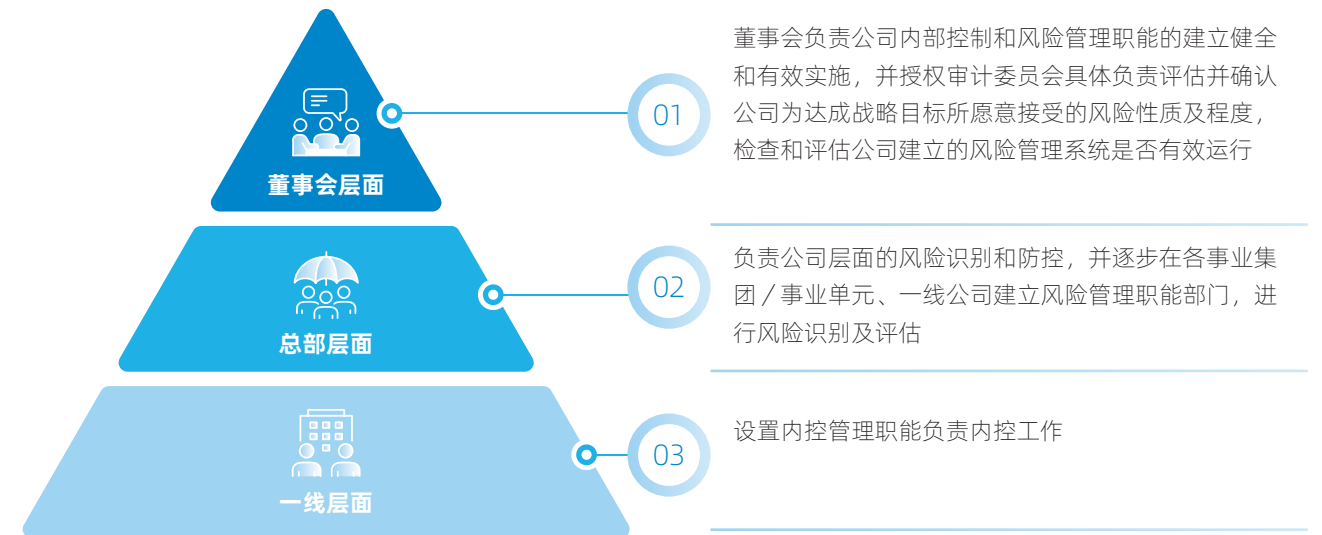 董事会层面
01
董事会负责公司内部控制和风险管理职能的建立健全
和有效实施，并授权审计委员会具体负责评估并确认
公司为达成战略目标所愿意接受的风险性质及程度，
检查和评估公司建立的风险管理系统是否有效运行
总部层面
02
负责公司层面的风险识别和防控，并逐步在各事业集
团／事业单元、一线公司建立风险管理职能部门，进
行风险识别及评估
一线层面
03
设置内控管理职能负责内控工作